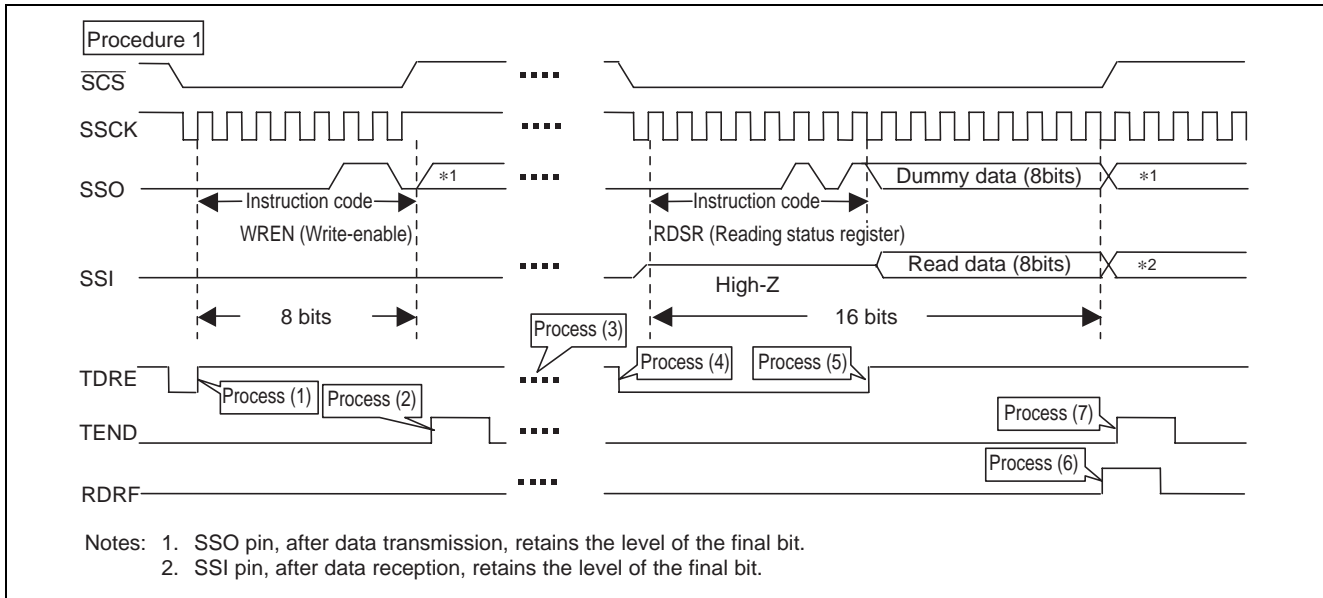 Procedure 1
SCS
SSCK
SSO
*1
Dummy data (8bits)
*1
Instruction code
Instruction code
WREN (Write-enable)
RDSR (Reading status register)
SSI
Read data (8bits)
*2
High-Z
8 bits
16 bits
Process (3)
TDRE
Process (1)
Process (2)
Process (4)
Process (5)
TEND
Process (7)
Process (6)
RDRF
Notes: 1. SSO pin, after data transmission, retains the level of the final bit.
2. SSI pin, after data reception, retains the level of the final bit.